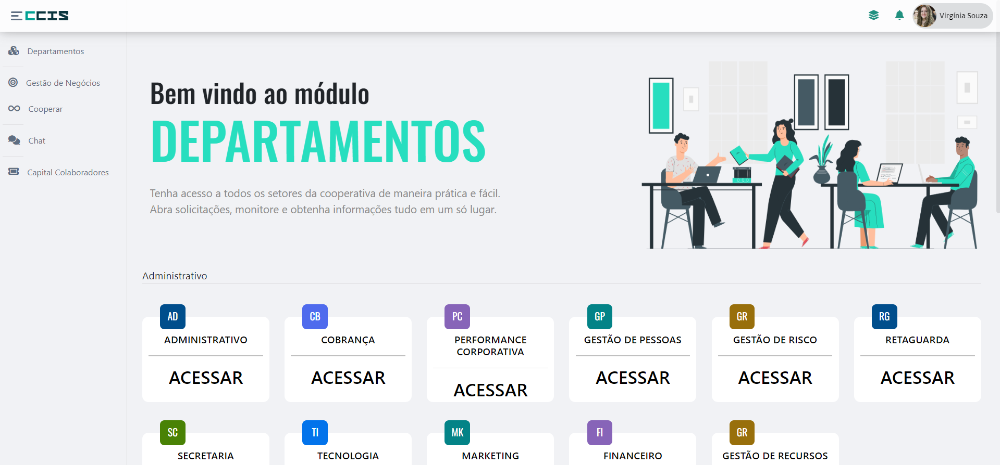 CCIS
Virgínia Souza
Departamentos
Gestão de Negócios
Cooperar
Chat
Capital Colaboradores
Bem vindo ao módulo
DEPARTAMENTOS
Tenha acesso a todos os setores da cooperativa de maneira prática e fácil.
Abra solicitações, monitore e obtenha informações tudo em um só lugar.
Administrativo
AD
ADMINISTRATIVO
ACESSAR
CB
COBRANÇA
ACESSAR
PC
PERFORMANCE
CORPORATIVA
ACESSAR
GP
GESTÃO DE PESSOAS
ACESSAR
GR
GESTÃO DE RISCO
ACESSAR
RG
RETAGUARDA
ACESSAR
SC
SECRETARIA
TI
TECNOLOGIA
MK
MARKETING
FI
FINANCEIRO
GR
GESTÃO DE RECURSOS